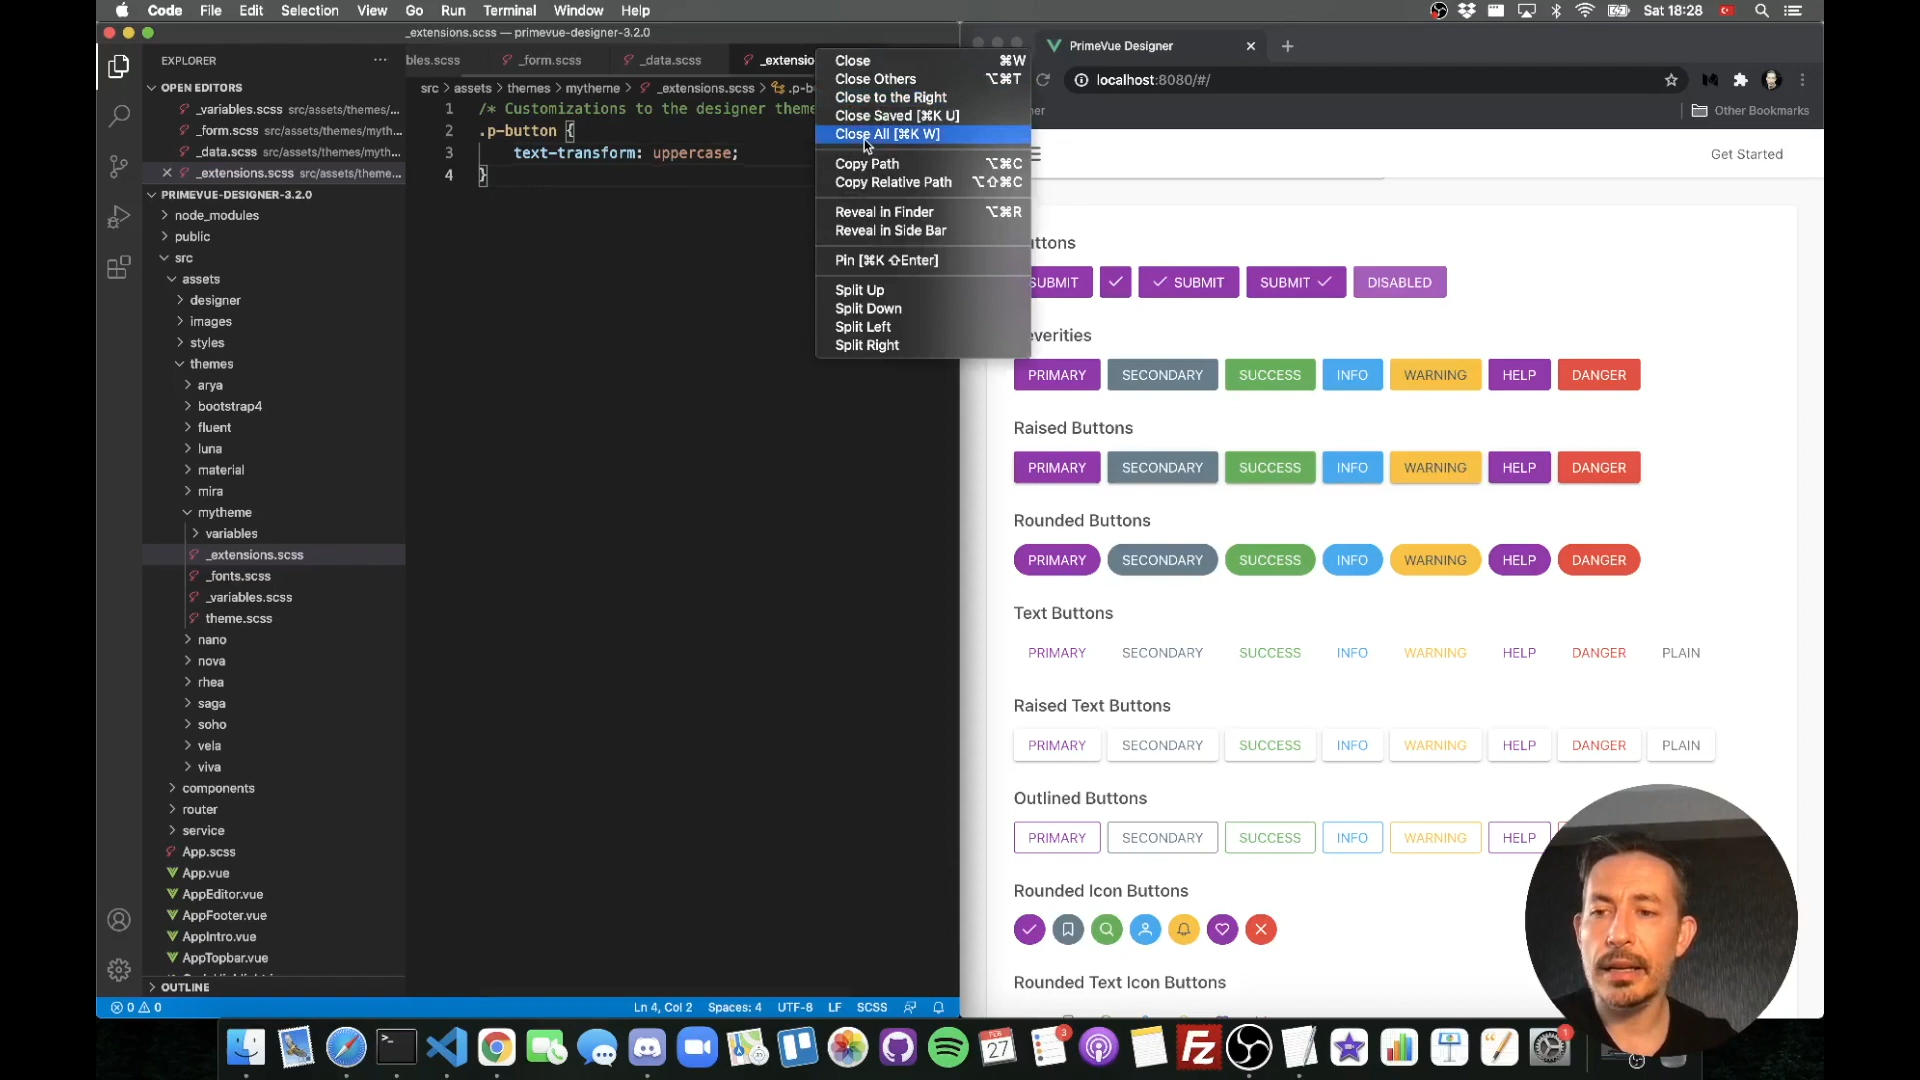 Code File Edit Selection View Go Run Terminal Window Help
Sat 18:28
_extensions.scss — primevue-designer-3.2.0
EXPLORER
OPEN EDITORS
_variables.scss src/assets/themes/...
_form.scss src/assets/themes/myth...
_data.scss src/assets/themes/myth...
_extensions.scss src/assets/theme...
PRIMEVUE-DESIGNER-3.2.0
node_modules
public
src
assets
designer
images
styles
themes
arya
bootstrap4
fluent
luna
material
mira
mytheme
variables
_extensions.scss
_fonts.scss
_variables.scss
theme.scss
nano
nova
rhea
saga
soho
vela
viva
components
router
service
App.scss
App.vue
AppEditor.vue
AppFooter.vue
AppIntro.vue
AppTopbar.vue
OUTLINE
0 0
bles.scss _form.scss _data.scss _extensio
src > assets > themes > mytheme > _extensions.scss > .p-b
1 /* Customizations to the designer theme
2 .p-button {
3 text-transform: uppercase;
4 }
Ln 4, Col 2 Spaces: 4 UTF-8 LF SCSS
Close ⌘W
Close Others ⌥⌘T
Close to the Right
Close Saved [⌘K U]
Close All [⌘K W]
Copy Path ⌥⌘C
Copy Relative Path ⌥⇧⌘C
Reveal in Finder ⌥⌘R
Reveal in Side Bar
Pin [⌘K ⇧Enter]
Split Up
Split Down
Split Left
Split Right
PrimeVue Designer
localhost:8080/#/
er
Other Bookmarks
Get Started
ttons
SUBMIT SUBMIT SUBMIT DISABLED
everities
PRIMARY SECONDARY SUCCESS INFO WARNING HELP DANGER
Raised Buttons
PRIMARY SECONDARY SUCCESS INFO WARNING HELP DANGER
Rounded Buttons
PRIMARY SECONDARY SUCCESS INFO WARNING HELP DANGER
Text Buttons
PRIMARY SECONDARY SUCCESS INFO WARNING HELP DANGER PLAIN
Raised Text Buttons
PRIMARY SECONDARY SUCCESS INFO WARNING HELP DANGER PLAIN
Outlined Buttons
PRIMARY SECONDARY SUCCESS INFO WARNING HELP
Rounded Icon Buttons
Rounded Text Icon Buttons
FEB
27
3
Fz
1